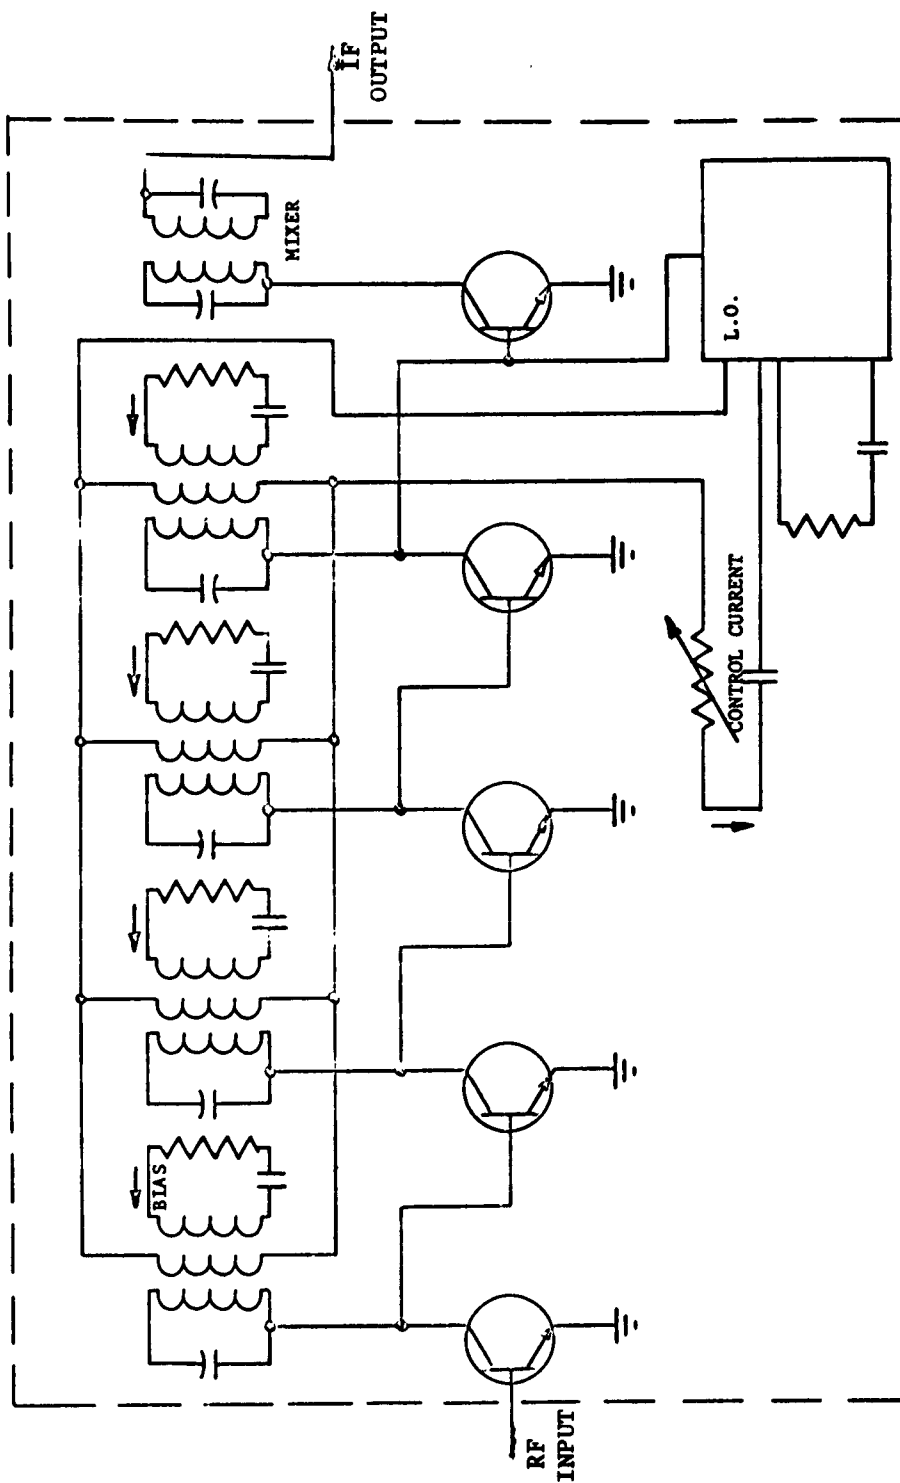 IF
OUTPUT
MIXER
L.O.
CONTROL CURRENT
BIAS
RF
INPUT